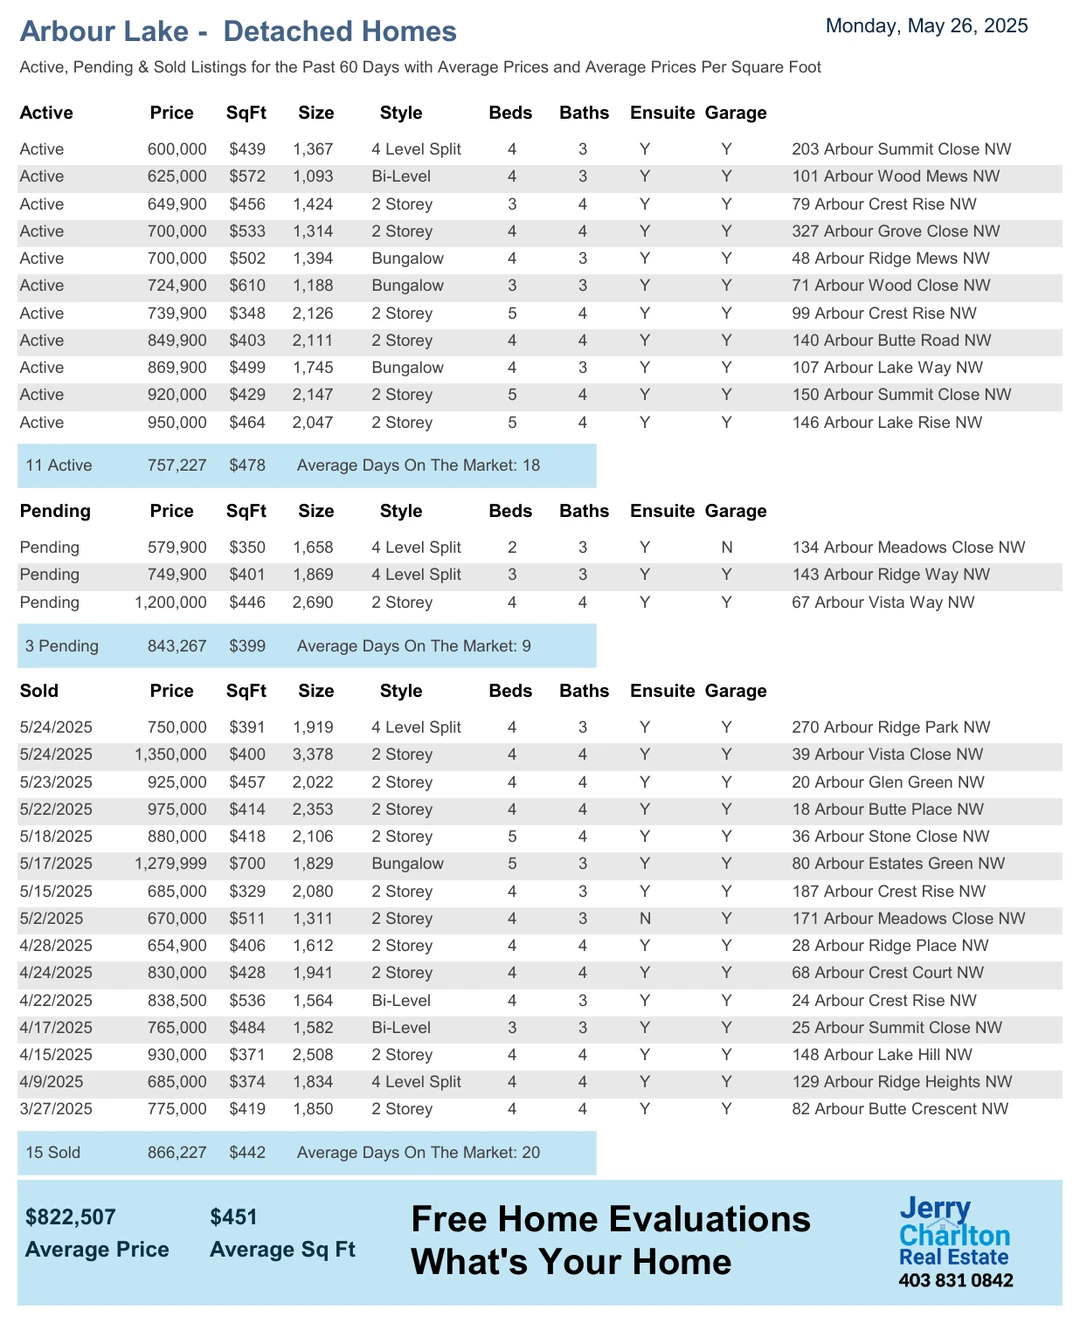 Arbour Lake -  Detached Homes
Monday, May 26, 2025
Active, Pending & Sold Listings for the Past 60 Days with Average Prices and Average Prices Per Square Foot
Active Price SqFt Size Style Beds Baths Ensuite Garage
Active 600,000 $439 1,367 4 Level Split 4 3 Y Y 203 Arbour Summit Close NW
Active 625,000 $572 1,093 Bi-Level 4 3 Y Y 101 Arbour Wood Mews NW
Active 649,900 $456 1,424 2 Storey 3 4 Y Y 79 Arbour Crest Rise NW
Active 700,000 $533 1,314 2 Storey 4 4 Y Y 327 Arbour Grove Close NW
Active 700,000 $502 1,394 Bungalow 4 3 Y Y 48 Arbour Ridge Mews NW
Active 724,900 $610 1,188 Bungalow 3 3 Y Y 71 Arbour Wood Close NW
Active 739,900 $348 2,126 2 Storey 5 4 Y Y 99 Arbour Crest Rise NW
Active 849,900 $403 2,111 2 Storey 4 4 Y Y 140 Arbour Butte Road NW
Active 869,900 $499 1,745 Bungalow 4 3 Y Y 107 Arbour Lake Way NW
Active 920,000 $429 2,147 2 Storey 5 4 Y Y 150 Arbour Summit Close NW
Active 950,000 $464 2,047 2 Storey 5 4 Y Y 146 Arbour Lake Rise NW
11 Active 757,227 $478 Average Days On The Market: 18
Pending Price SqFt Size Style Beds Baths Ensuite Garage
Pending 579,900 $350 1,658 4 Level Split 2 3 Y N 134 Arbour Meadows Close NW
Pending 749,900 $401 1,869 4 Level Split 3 3 Y Y 143 Arbour Ridge Way NW
Pending 1,200,000 $446 2,690 2 Storey 4 4 Y Y 67 Arbour Vista Way NW
3 Pending 843,267 $399 Average Days On The Market: 9
Sold Price SqFt Size Style Beds Baths Ensuite Garage
5/24/2025 750,000 $391 1,919 4 Level Split 4 3 Y Y 270 Arbour Ridge Park NW
5/24/2025 1,350,000 $400 3,378 2 Storey 4 4 Y Y 39 Arbour Vista Close NW
5/23/2025 925,000 $457 2,022 2 Storey 4 4 Y Y 20 Arbour Glen Green NW
5/22/2025 975,000 $414 2,353 2 Storey 4 4 Y Y 18 Arbour Butte Place NW
5/18/2025 880,000 $418 2,106 2 Storey 5 4 Y Y 36 Arbour Stone Close NW
5/17/2025 1,279,999 $700 1,829 Bungalow 5 3 Y Y 80 Arbour Estates Green NW
5/15/2025 685,000 $329 2,080 2 Storey 4 3 Y Y 187 Arbour Crest Rise NW
5/2/2025 670,000 $511 1,311 2 Storey 4 3 N Y 171 Arbour Meadows Close NW
4/28/2025 654,900 $406 1,612 2 Storey 4 4 Y Y 28 Arbour Ridge Place NW
4/24/2025 830,000 $428 1,941 2 Storey 4 4 Y Y 68 Arbour Crest Court NW
4/22/2025 838,500 $536 1,564 Bi-Level 4 3 Y Y 24 Arbour Crest Rise NW
4/17/2025 765,000 $484 1,582 Bi-Level 3 3 Y Y 25 Arbour Summit Close NW
4/15/2025 930,000 $371 2,508 2 Storey 4 4 Y Y 148 Arbour Lake Hill NW
4/9/2025 685,000 $374 1,834 4 Level Split 4 4 Y Y 129 Arbour Ridge Heights NW
3/27/2025 775,000 $419 1,850 2 Storey 4 4 Y Y 82 Arbour Butte Crescent NW
15 Sold 866,227 $442 Average Days On The Market: 20
$822,507 $451
Average Price Average Sq Ft
Free Home Evaluations
What's Your Home
Jerry
Charlton
Real Estate
403 831 0842